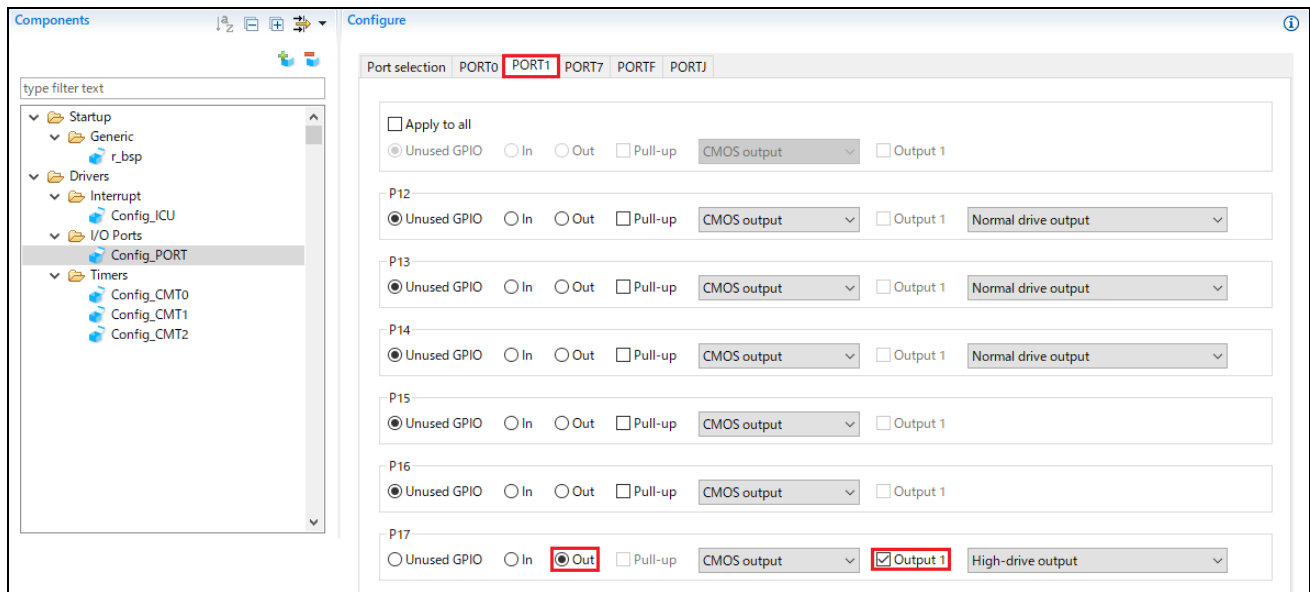 Components
Configure
type filter text
Startup
Generic
r_bsp
Drivers
Interrupt
Config_ICU
I/O Ports
Config_PORT
Timers
Config_CMT0
Config_CMT1
Config_CMT2
Port selection PORT0 PORT1 PORT7 PORTF PORTJ
Apply to all
Unused GPIO In Out Pull-up CMOS output Output 1
P12
Unused GPIO In Out Pull-up CMOS output Output 1 Normal drive output
P13
Unused GPIO In Out Pull-up CMOS output Output 1 Normal drive output
P14
Unused GPIO In Out Pull-up CMOS output Output 1 Normal drive output
P15
Unused GPIO In Out Pull-up CMOS output Output 1
P16
Unused GPIO In Out Pull-up CMOS output Output 1
P17
Unused GPIO In Out Pull-up CMOS output Output 1 High-drive output